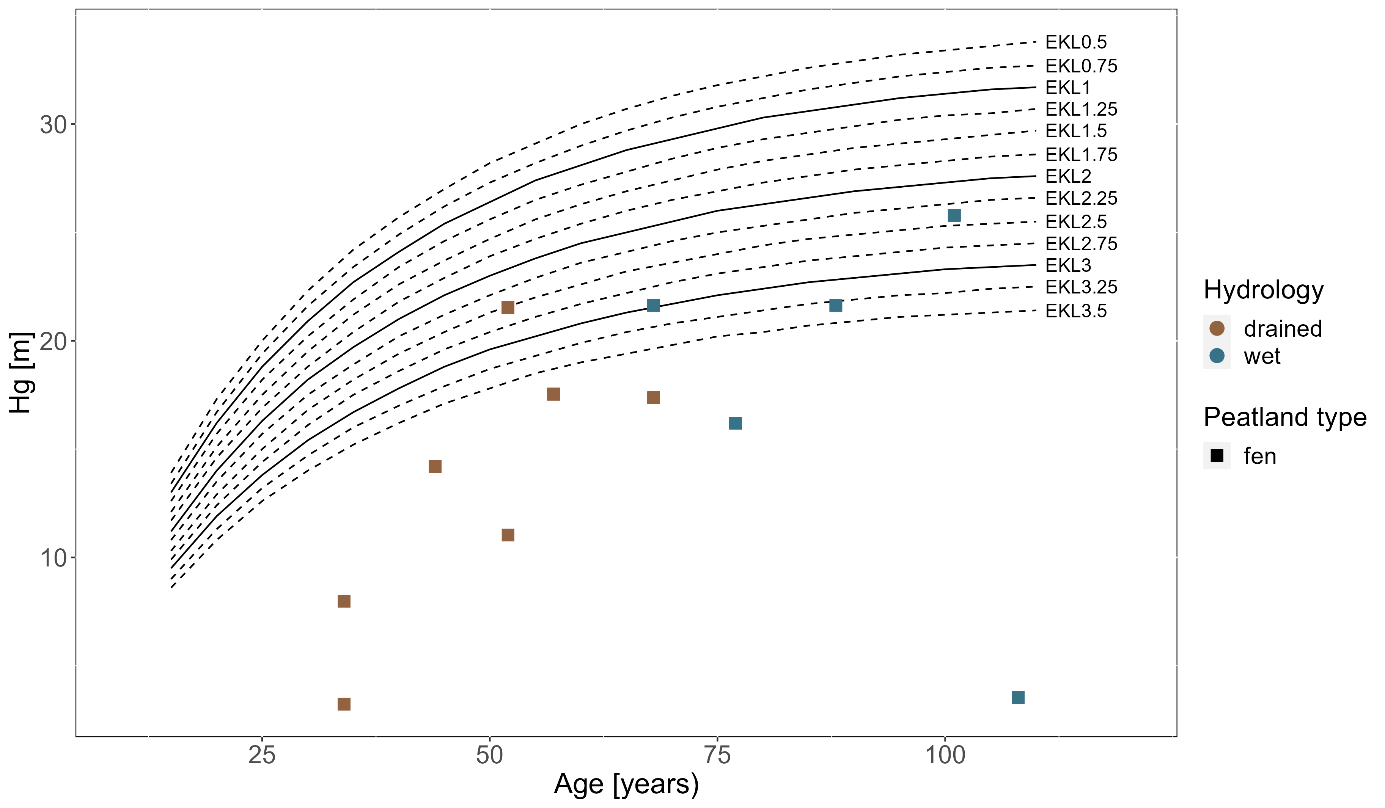 EKL0.5
EKL0.75
EKL1
EKL1.25
EKL1.5
EKL1.75
EKL2
EKL2.25
EKL2.5
EKL2.75
EKL3
EKL3.25
EKL3.5
30
20
10
Hg [m]
25
50
75
100
Age [years)
Hydrology
drained
wet
Peatland type
fen